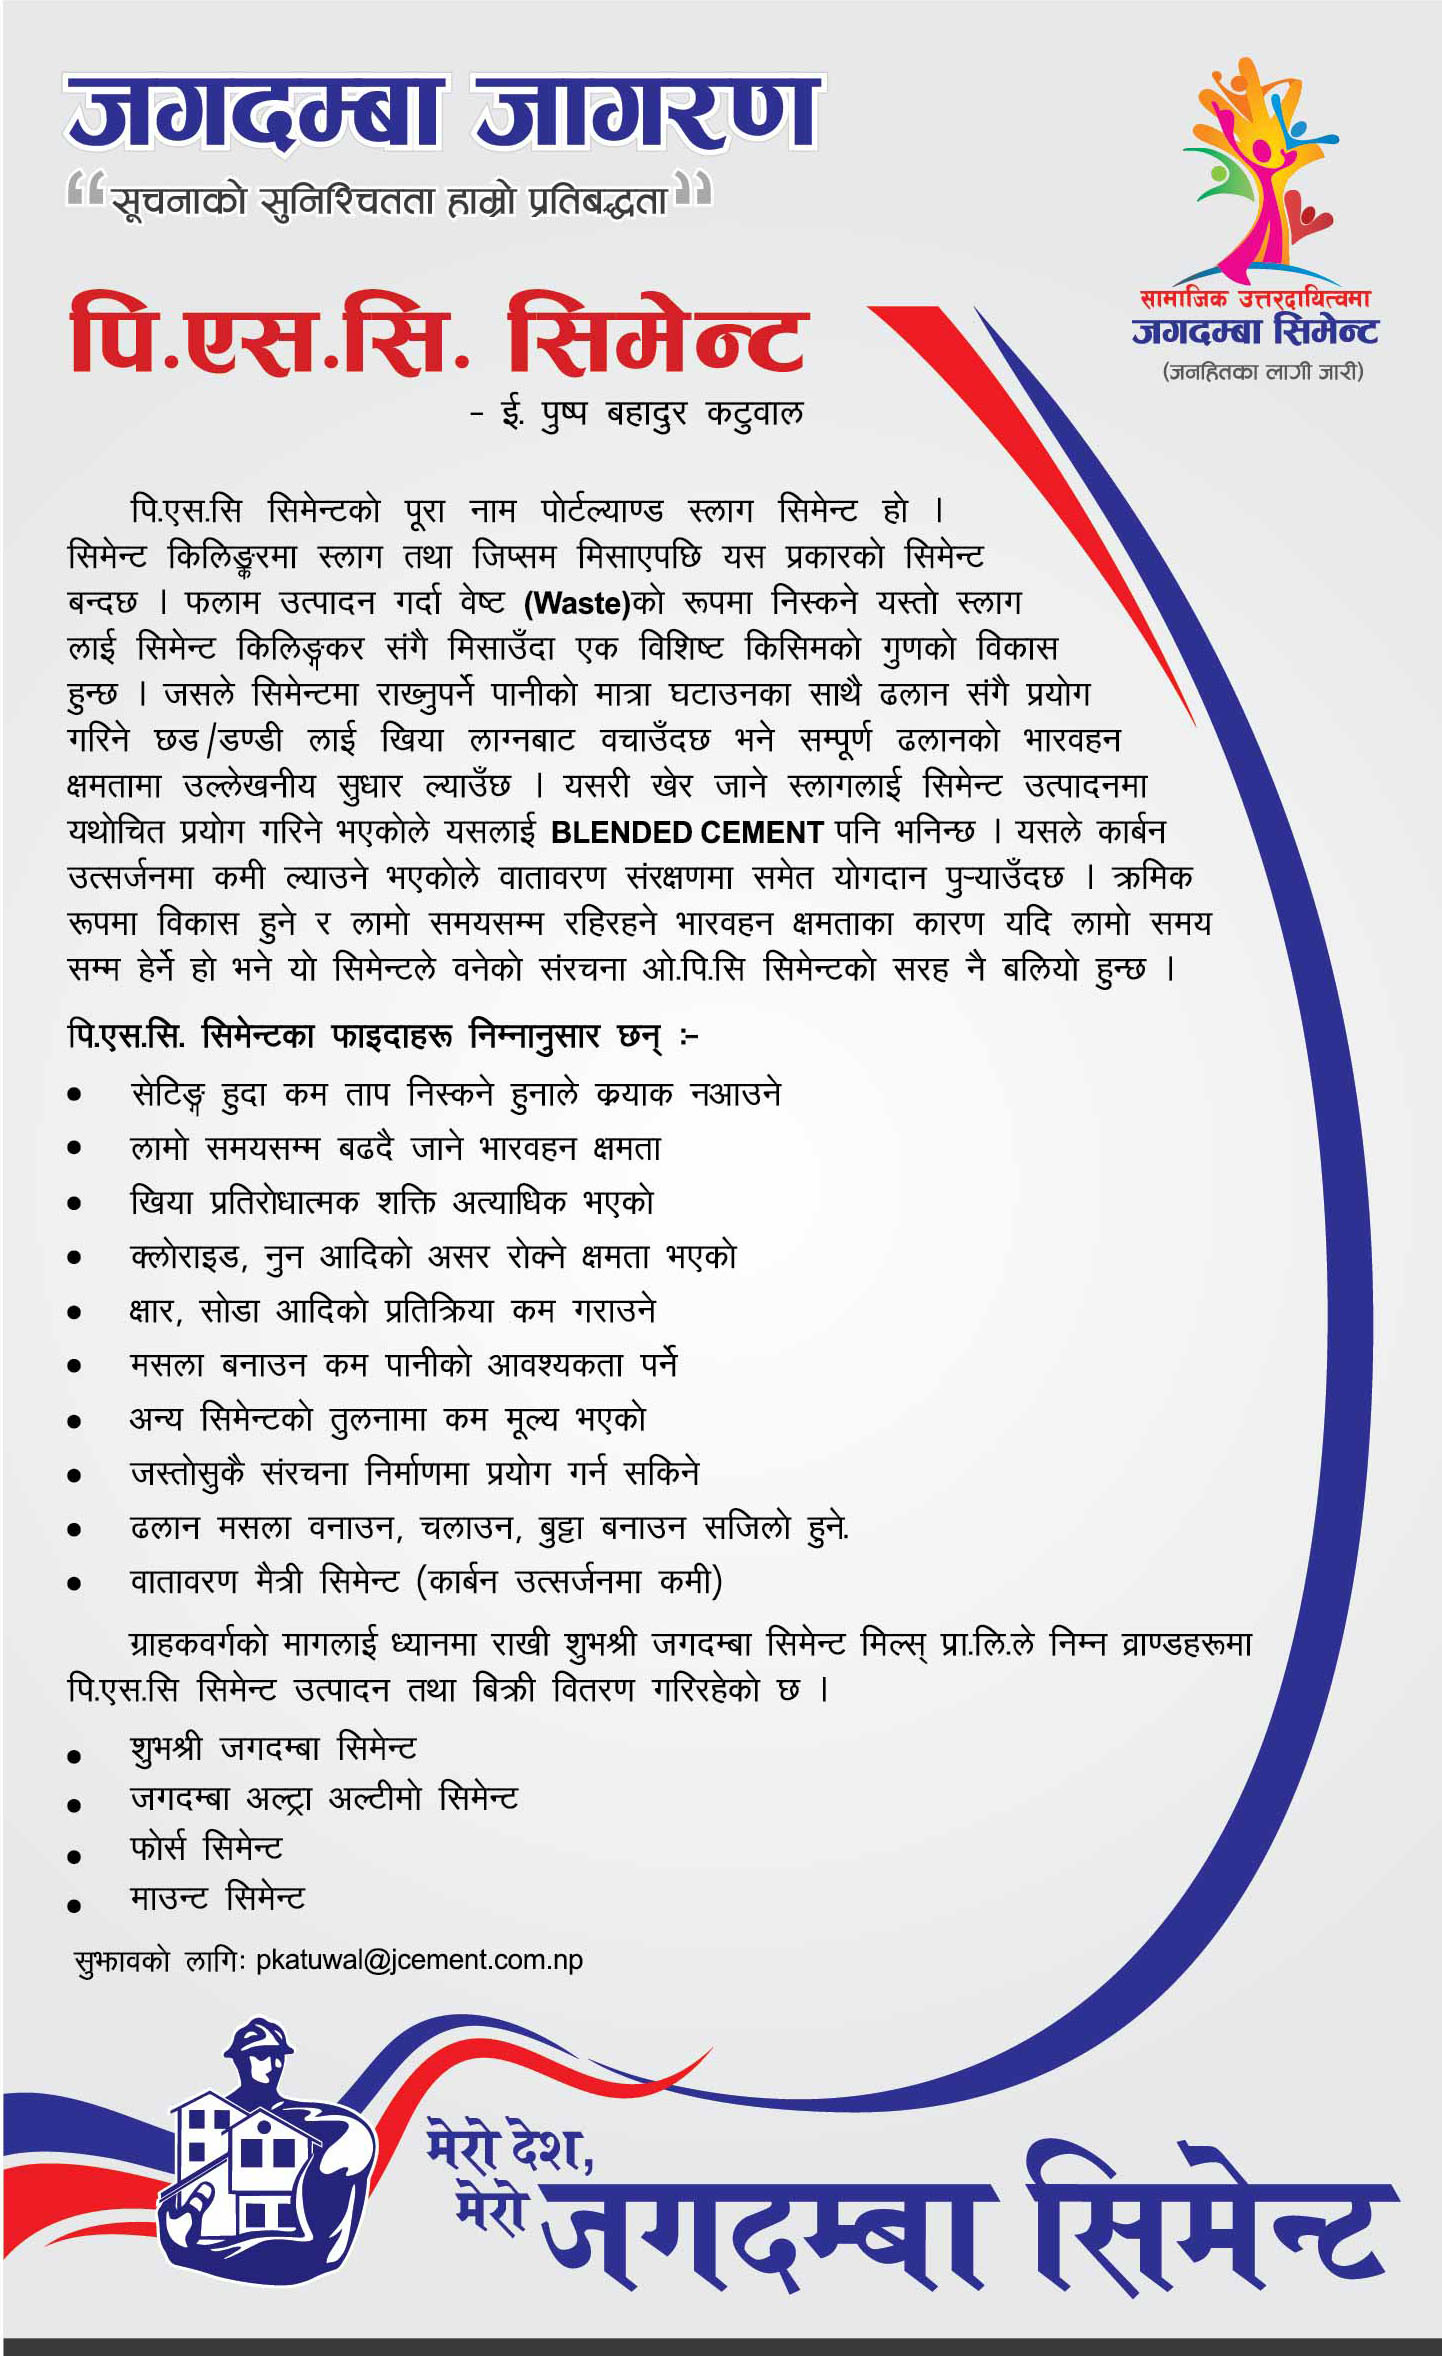 जगदम्बा जागरण
“सूचनाको सुनिश्चितता हाम्रो प्रतिबद्धता”
सामाजिक उत्तरदायित्वमा
जगदम्बा सिमेन्ट
(जनहितका लागी जारी)
पि.एस.सि. सिमेन्ट
- ई. पुष्प बहादुर कटुवाल
पि.एस.सि सिमेन्टको पूरा नाम पोर्टल्याण्ड स्लाग सिमेन्ट हो ।
सिमेन्ट किलिङ्करमा स्लाग तथा जिप्सम मिसाएपछि यस प्रकारको सिमेन्ट
बन्दछ । फलाम उत्पादन गर्दा वेष्ट (Waste)को रूपमा निस्कने यस्तो स्लाग
लाई सिमेन्ट किलिङ्गकर संगै मिसाउँदा एक विशिष्ट किसिमको गुणको विकास
हुन्छ । जसले सिमेन्टमा राख्नुपर्ने पानीको मात्रा घटाउनका साथै ढलान संगै प्रयोग
गरिने छड/डण्डी लाई खिया लाग्नबाट वचाउँदछ भने सम्पूर्ण ढलानको भारवहन
क्षमतामा उल्लेखनीय सुधार ल्याउँछ । यसरी खेर जाने स्लागलाई सिमेन्ट उत्पादनमा
यथोचित प्रयोग गरिने भएकोले यसलाई BLENDED CEMENT पनि भनिन्छ । यसले कार्बन
उत्सर्जनमा कमी ल्याउने भएकोले वातावरण संरक्षणमा समेत योगदान पुऱ्याउँदछ । क्रमिक
रूपमा विकास हुने र लामो समयसम्म रहिरहने भारवहन क्षमताका कारण यदि लामो समय
सम्म हेर्ने हो भने यो सिमेन्टले वनेको संरचना ओ.पि.सि सिमेन्टको सरह नै बलियो हुन्छ ।
पि.एस.सि. सिमेन्टका फाइदाहरू निम्नानुसार छन् :-
• सेटिङ्ग हुदा कम ताप निस्कने हुनाले क्र्याक नआउने
• लामो समयसम्म बढदै जाने भारवहन क्षमता
• खिया प्रतिरोधात्मक शक्ति अत्याधिक भएको
• क्लोराइड, नुन आदिको असर रोक्ने क्षमता भएको
• क्षार, सोडा आदिको प्रतिक्रिया कम गराउने
• मसला बनाउन कम पानीको आवश्यकता पर्ने
• अन्य सिमेन्टको तुलनामा कम मूल्य भएको
• जस्तोसुकै संरचना निर्माणमा प्रयोग गर्न सकिने
• ढलान मसला वनाउन, चलाउन, बुट्टा बनाउन सजिलो हुने.
• वातावरण मैत्री सिमेन्ट (कार्बन उत्सर्जनमा कमी)
ग्राहकवर्गको मागलाई ध्यानमा राखी शुभश्री जगदम्बा सिमेन्ट मिल्स् प्रा.लि.ले निम्न व्राण्डहरूमा
पि.एस.सि सिमेन्ट उत्पादन तथा बिक्री वितरण गरिरहेको छ ।
• शुभश्री जगदम्बा सिमेन्ट
• जगदम्बा अल्ट्रा अल्टीमो सिमेन्ट
• फोर्स सिमेन्ट
• माउन्ट सिमेन्ट
सुझावको लागि: pkatuwal@jcement.com.np
मेरो देश,
मेरो जगदम्बा सिमेन्ट